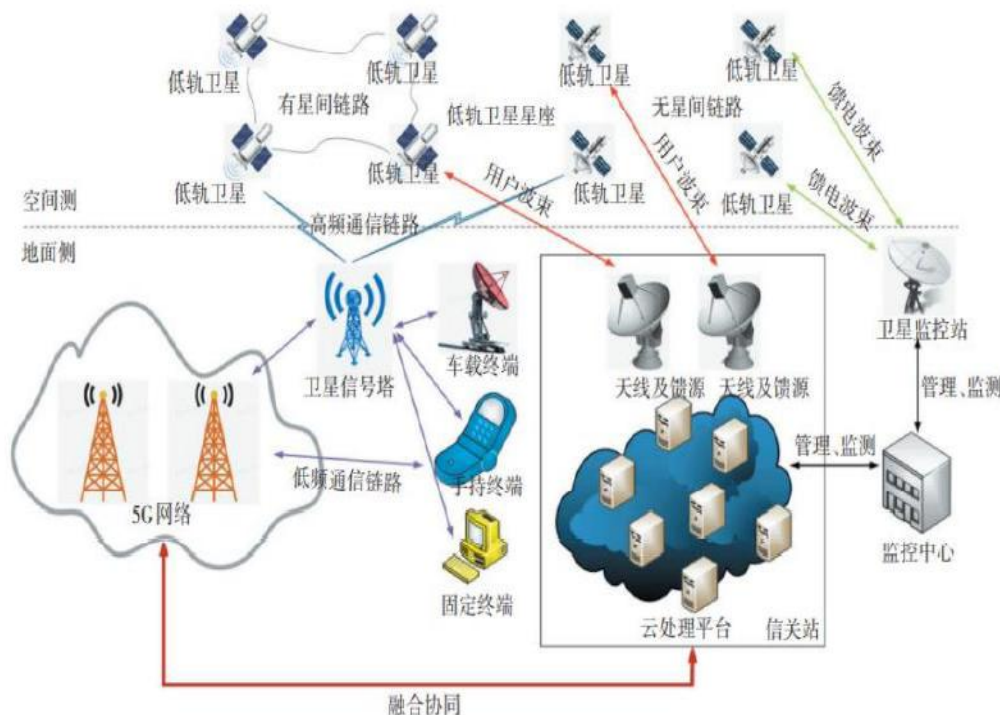 低轨卫星
低轨卫星
低轨卫星
低轨卫星
有星间链路
无星间链路
馈电波束
低轨卫星星座
用户波束
用户波束
低轨卫星
低轨卫星
低轨卫星
低轨卫星
馈电波束
空间测
高频通信链路
地面侧
卫星监控站
车载终端
卫星信号塔
天线及馈源
天线及馈源
管理、监测
管理、监测
低频通信链路
手持终端
5G网络
监控中心
固定终端
云处理平台
信关站
融合协同